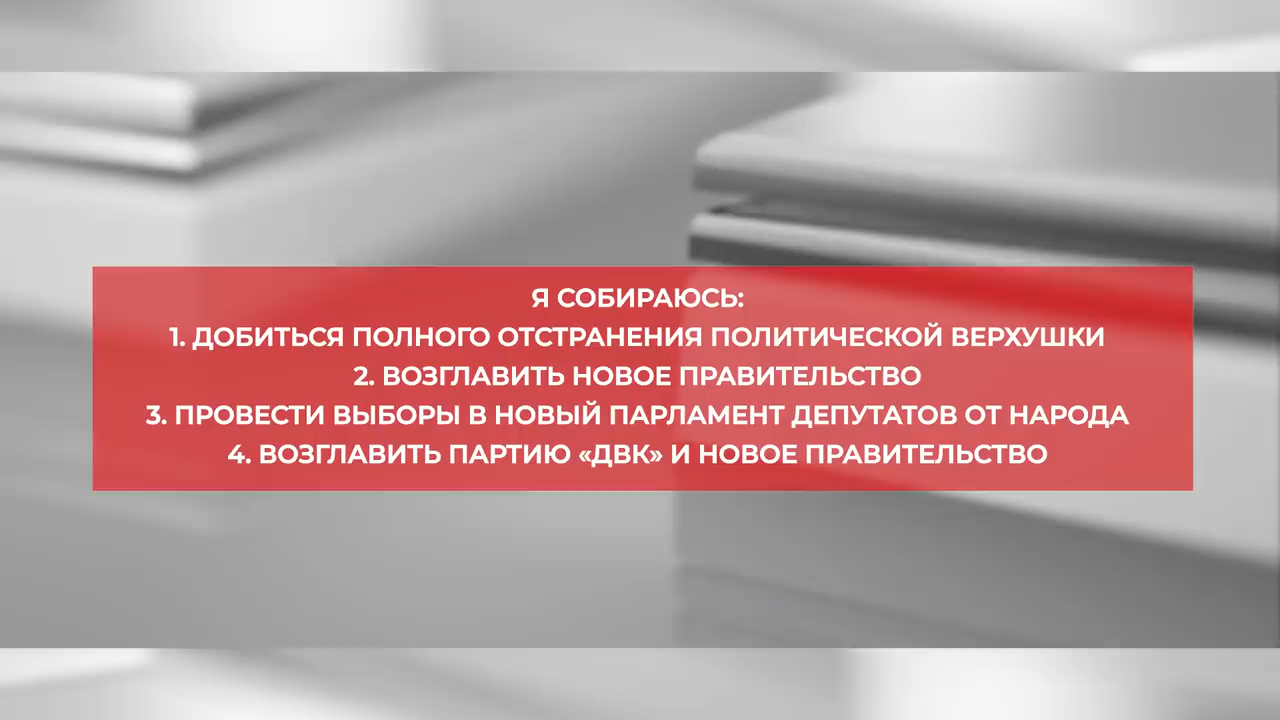 Я СОБИРАЮСЬ:
1. ДОБИТЬСЯ ПОЛНОГО ОТСТРАНЕНИЯ ПОЛИТИЧЕСКОЙ ВЕРХУШКИ
2. ВОЗГЛАВИТЬ НОВОЕ ПРАВИТЕЛЬСТВО
3. ПРОВЕСТИ ВЫБОРЫ В НОВЫЙ ПАРЛАМЕНТ ДЕПУТАТОВ ОТ НАРОДА
4. ВОЗГЛАВИТЬ ПАРТИЮ «ДВК» И НОВОЕ ПРАВИТЕЛЬСТВО